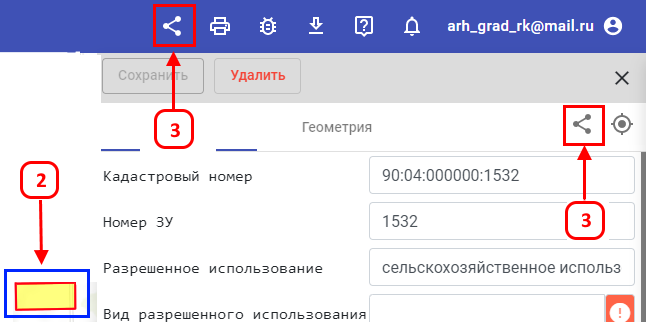 arh_grad_rk@mail.ru
Сохранить
Удалить
3
Геометрия
2
Кадастровый номер
90:04:000000:1532
3
Номер ЗУ
1532
Разрешенное использование
сельскохозяйственное использ
Вид разрешенного использования